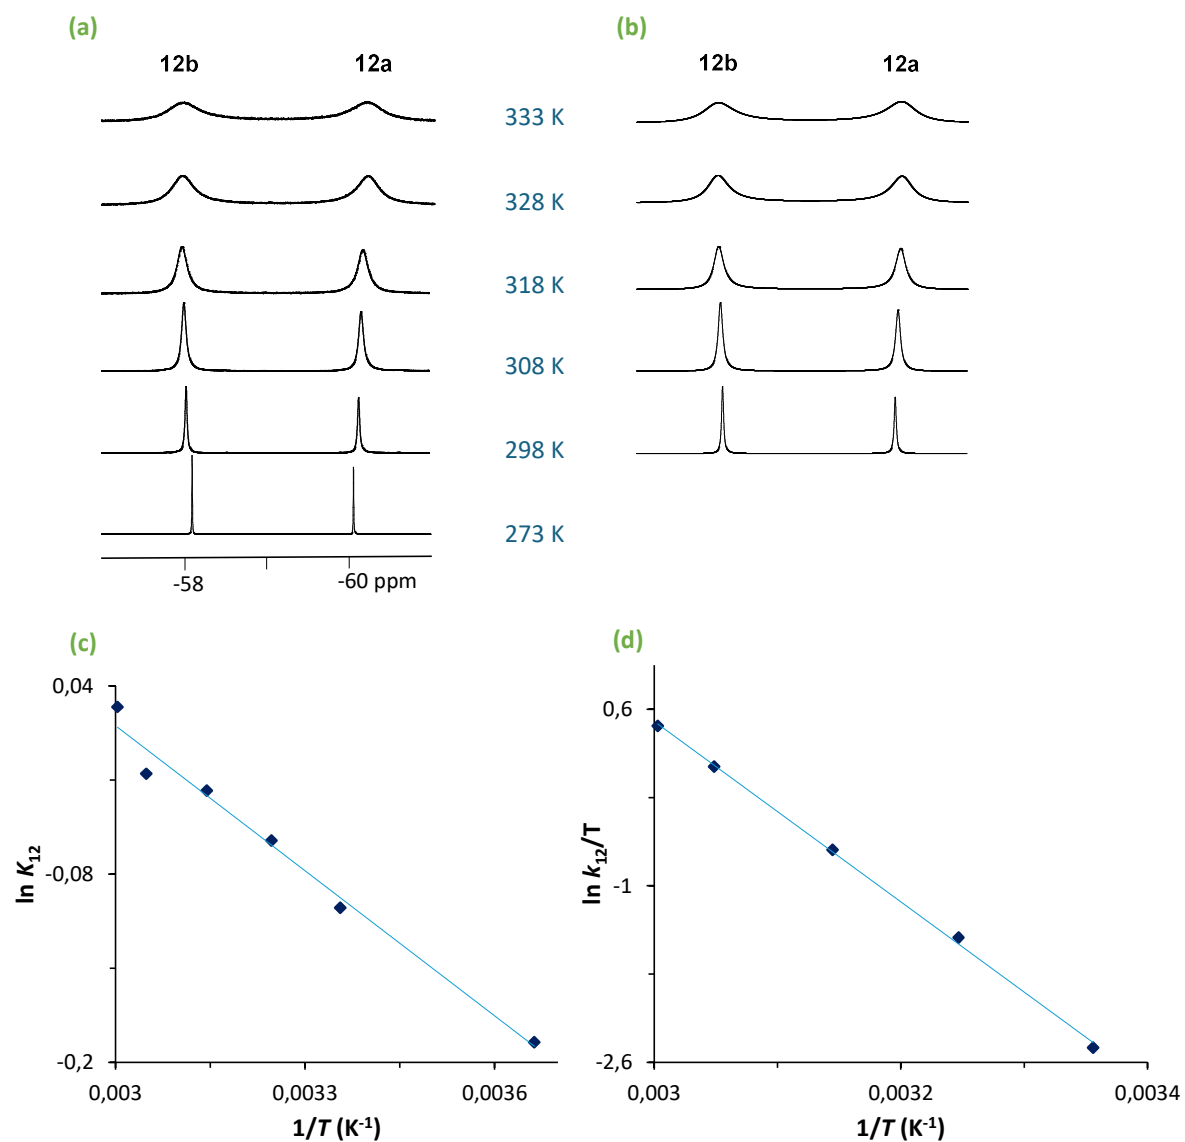 (a)
(b)
12b 12a
12b 12a
333 K
328 K
318 K
308 K
298 K
273 K
-58 -60 ppm
(c)
(d)
0,04
-0,08
-0,2
ln K₁₂
0,003 0,0033 0,0036
1/T (K⁻¹)
0,6
-1
-2,6
ln k₁₂/T
0,003 0,0032 0,0034
1/T (K⁻¹)